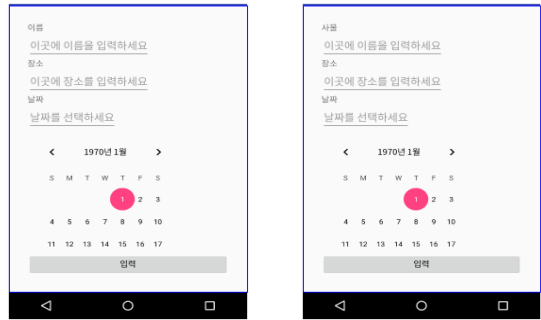 이름
이곳에 이름을 입력하세요
장소
이곳에 장소를 입력하세요
날짜
날짜를 선택하세요
1970년 1월
S M T W T F S
1 2 3
4 5 6 7 8 9 10
11 12 13 14 15 16 17
입력
사물
이곳에 이름을 입력하세요
장소
이곳에 장소를 입력하세요
날짜
날짜를 선택하세요
1970년 1월
S M T W T F S
1 2 3
4 5 6 7 8 9 10
11 12 13 14 15 16 17
입력